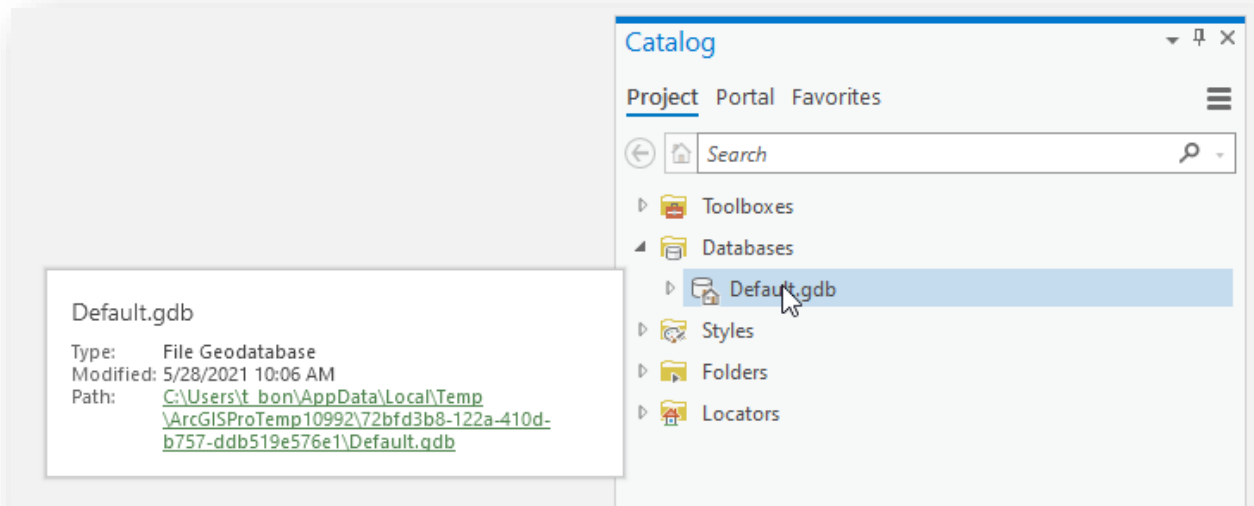 Catalog
Project Portal Favorites
Search
Toolboxes
Databases
Default.gdb
Styles
Folders
Locators
Default.gdb
Type: File Geodatabase
Modified: 5/28/2021 10:06 AM
Path: C:\Users\t_bon\AppData\Local\Temp
\ArcGISProTemp10992\72bfd3b8-122a-410d-
b757-ddb519e576e1\Default.gdb